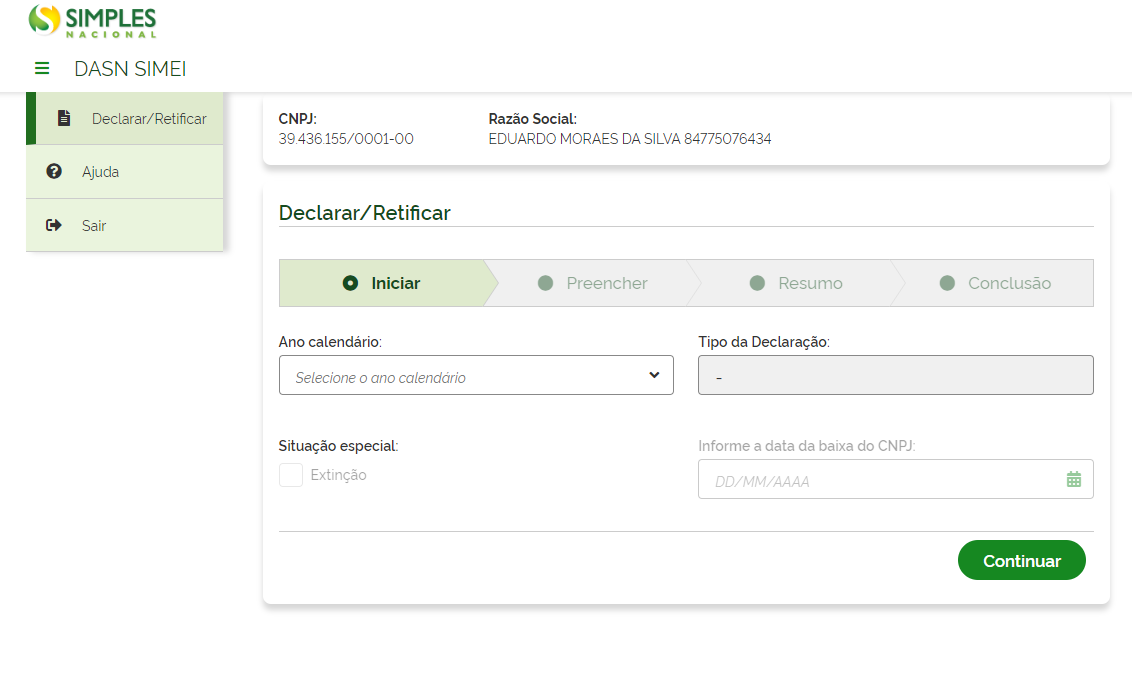 SIMPLES
NACIONAL
DASN SIMEI
Declarar/Retificar
Ajuda
Sair
CNPJ:
39.436.155/0001-00
Razão Social:
EDUARDO MORAES DA SILVA 84775076434
Declarar/Retificar
Iniciar
Preencher
Resumo
Conclusão
Ano calendário:
Selecione o ano calendário
Tipo da Declaração:
-
Situação especial:
Extinção
Informe a data da baixa do CNPJ:
DD/MM/AAAA
Continuar